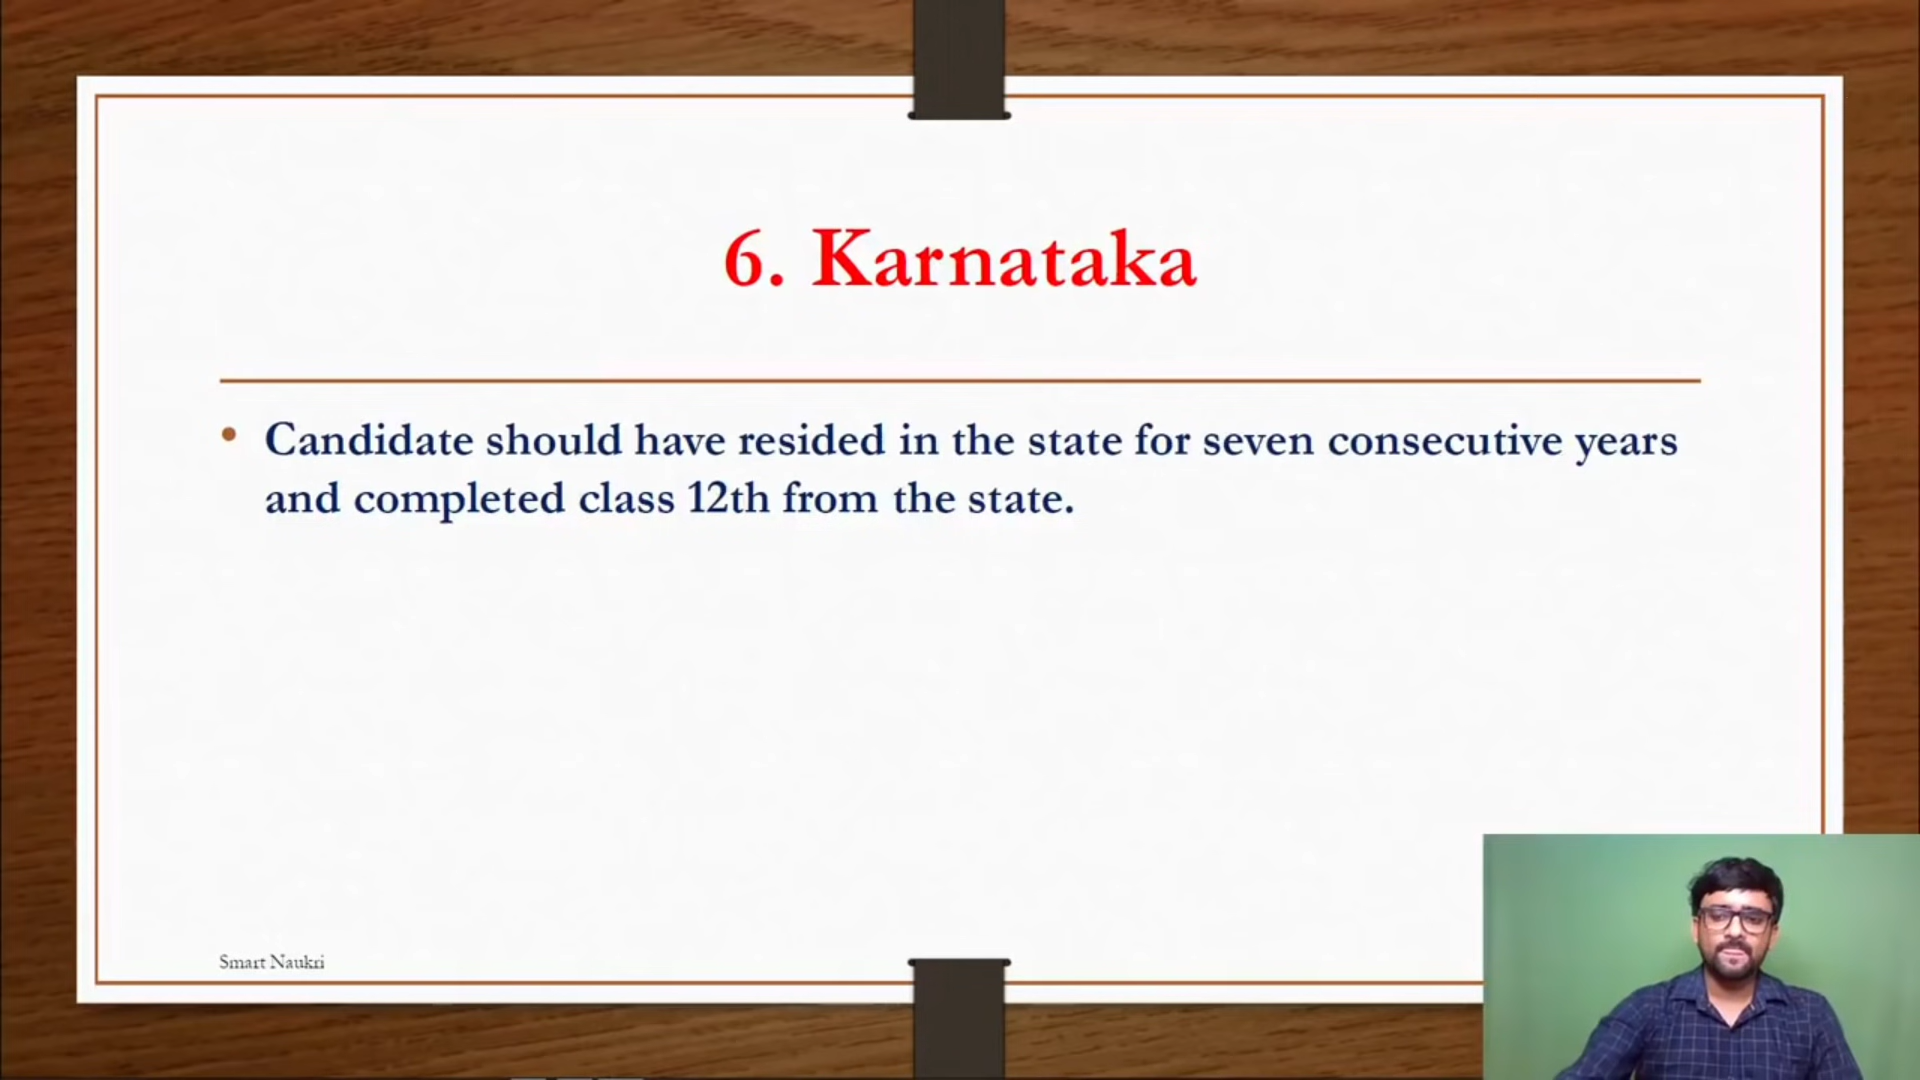 6. Karnataka
• Candidate should have resided in the state for seven consecutive years
and completed class 12th from the state.
Smart Naukri